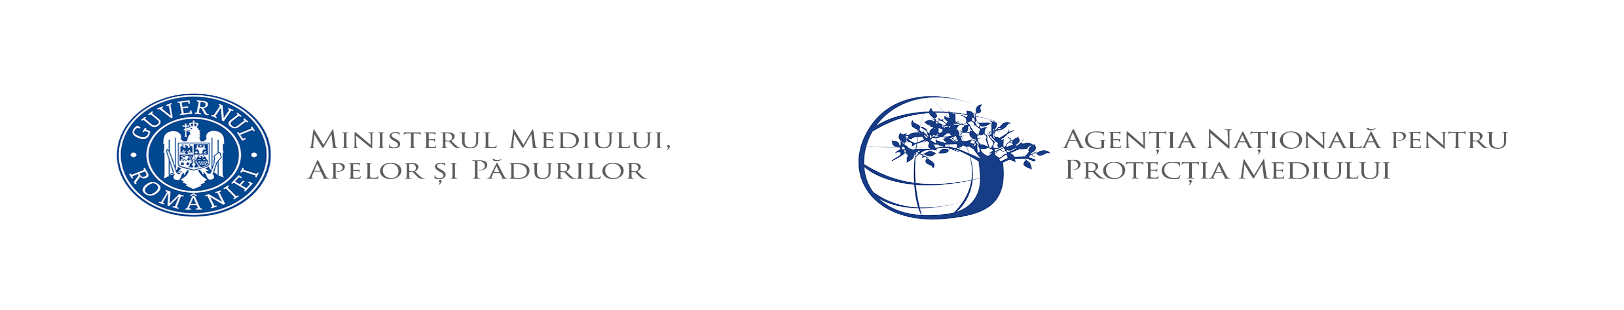 GUVERNUL
ROMÂNIEI
MINISTERUL MEDIULUI,
APELOR ȘI PĂDURILOR
AGENȚIA NAȚIONALĂ PENTRU
PROTECȚIA MEDIULUI